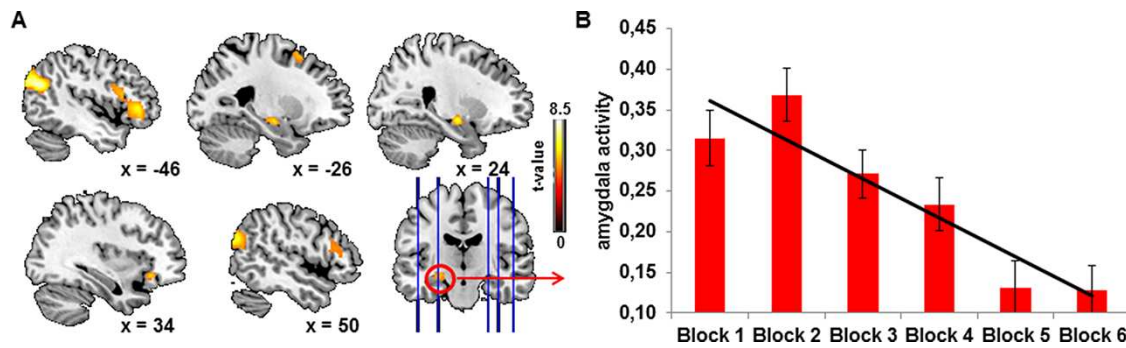 A
x = -46
x = -26
x = 24
8.5
t-value
0
x = 34
x = 50
B
0,45
0,40
0,35
0,30
0,25
0,20
0,15
0,10
amygdala activity
Block 1 Block 2 Block 3 Block 4 Block 5 Block 6